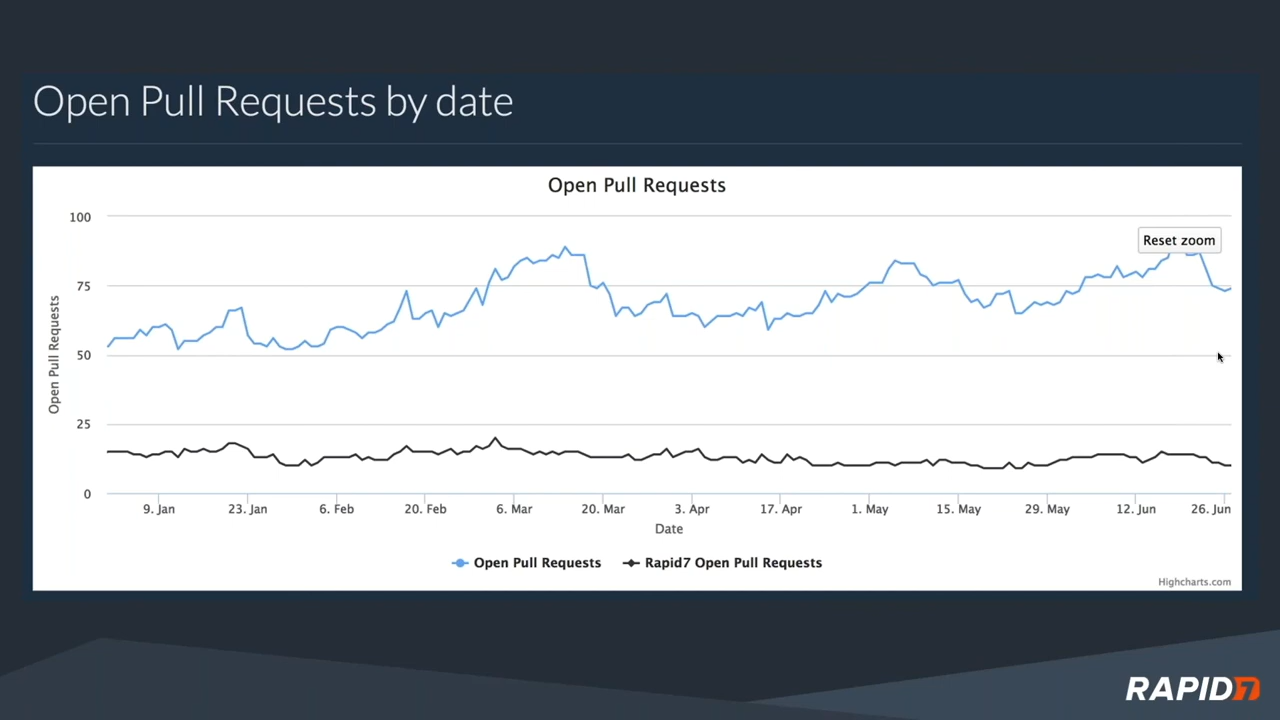 Open Pull Requests by date
Open Pull Requests
Reset zoom
100
75
50
25
0
Open Pull Requests
9. Jan 23. Jan 6. Feb 20. Feb 6. Mar 20. Mar 3. Apr 17. Apr 1. May 15. May 29. May 12. Jun 26. Jun
Date
Open Pull Requests Rapid7 Open Pull Requests
Highcharts.com
RAPID7